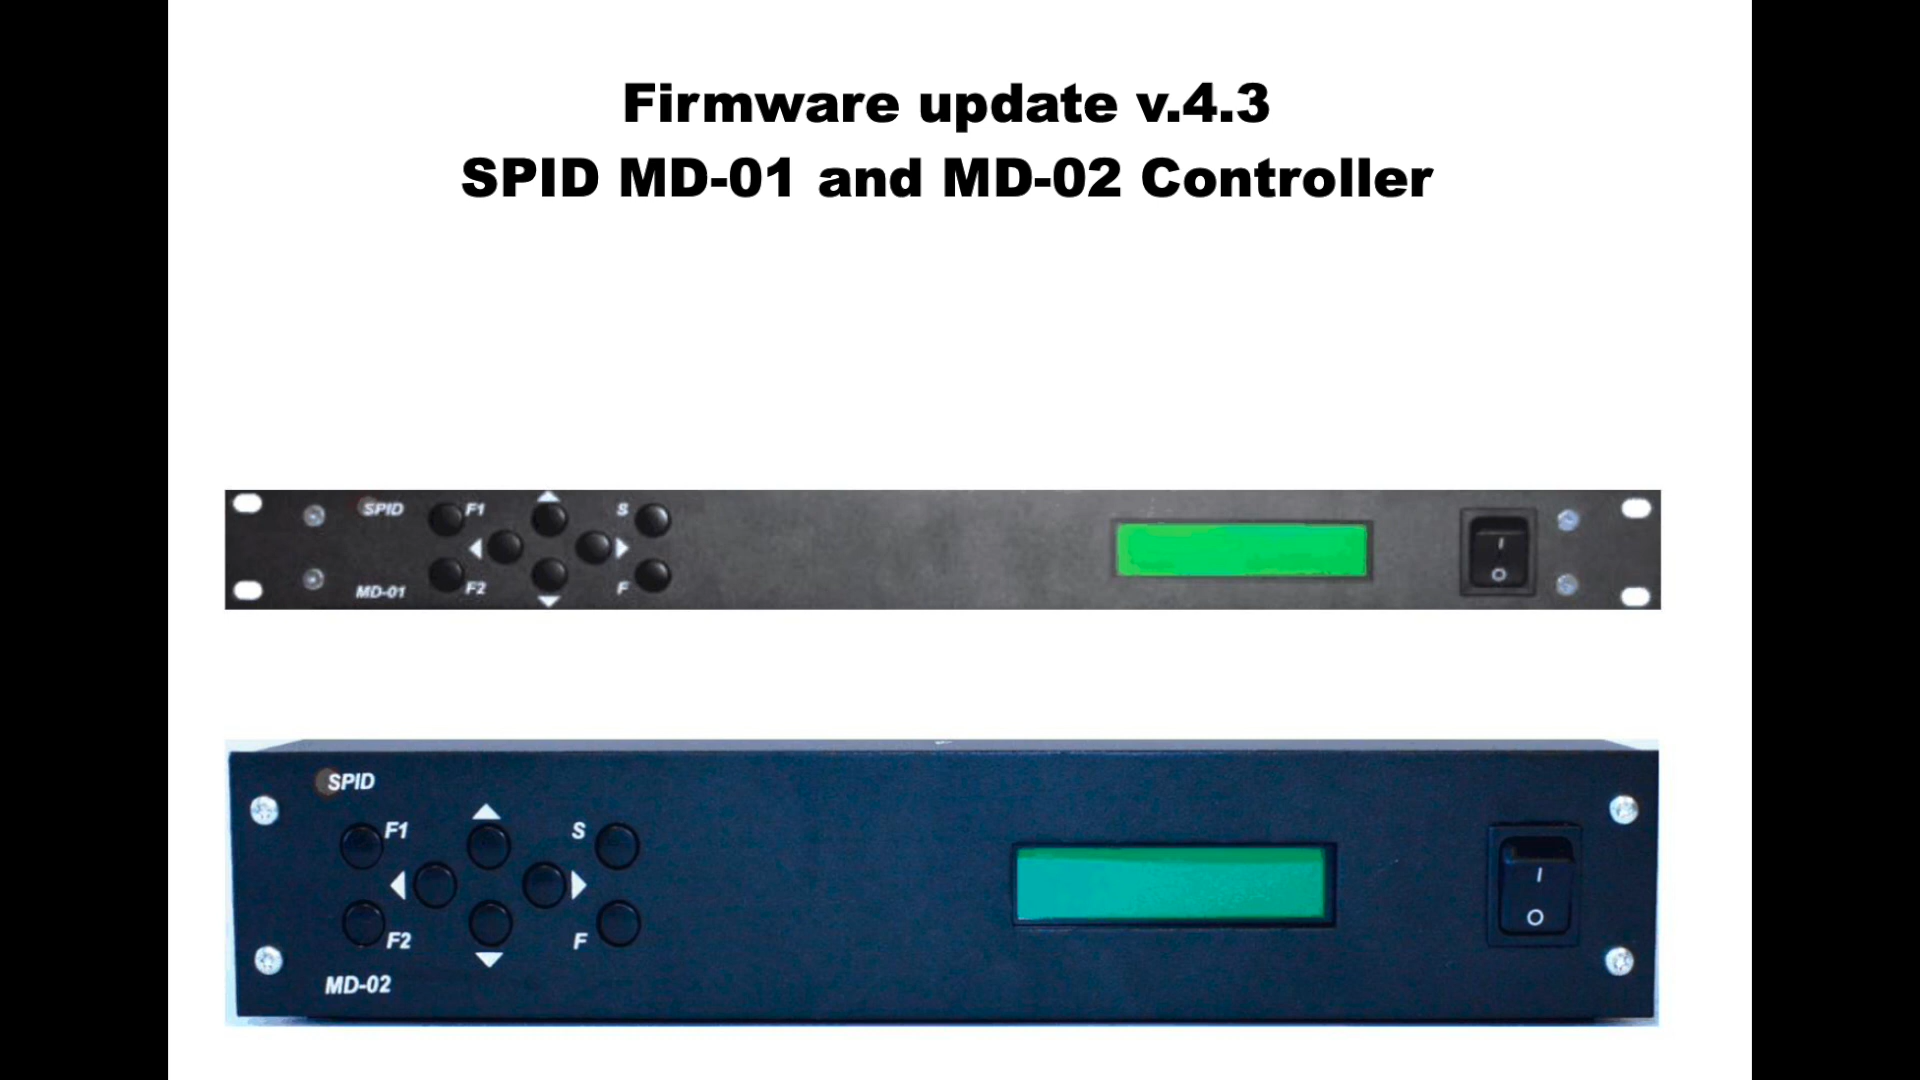 Firmware update v.4.3
SPID MD-01 and MD-02 Controller
SPID F1 S
MD-01 F2 F
SPID
F1 S
F2 F
MD-02